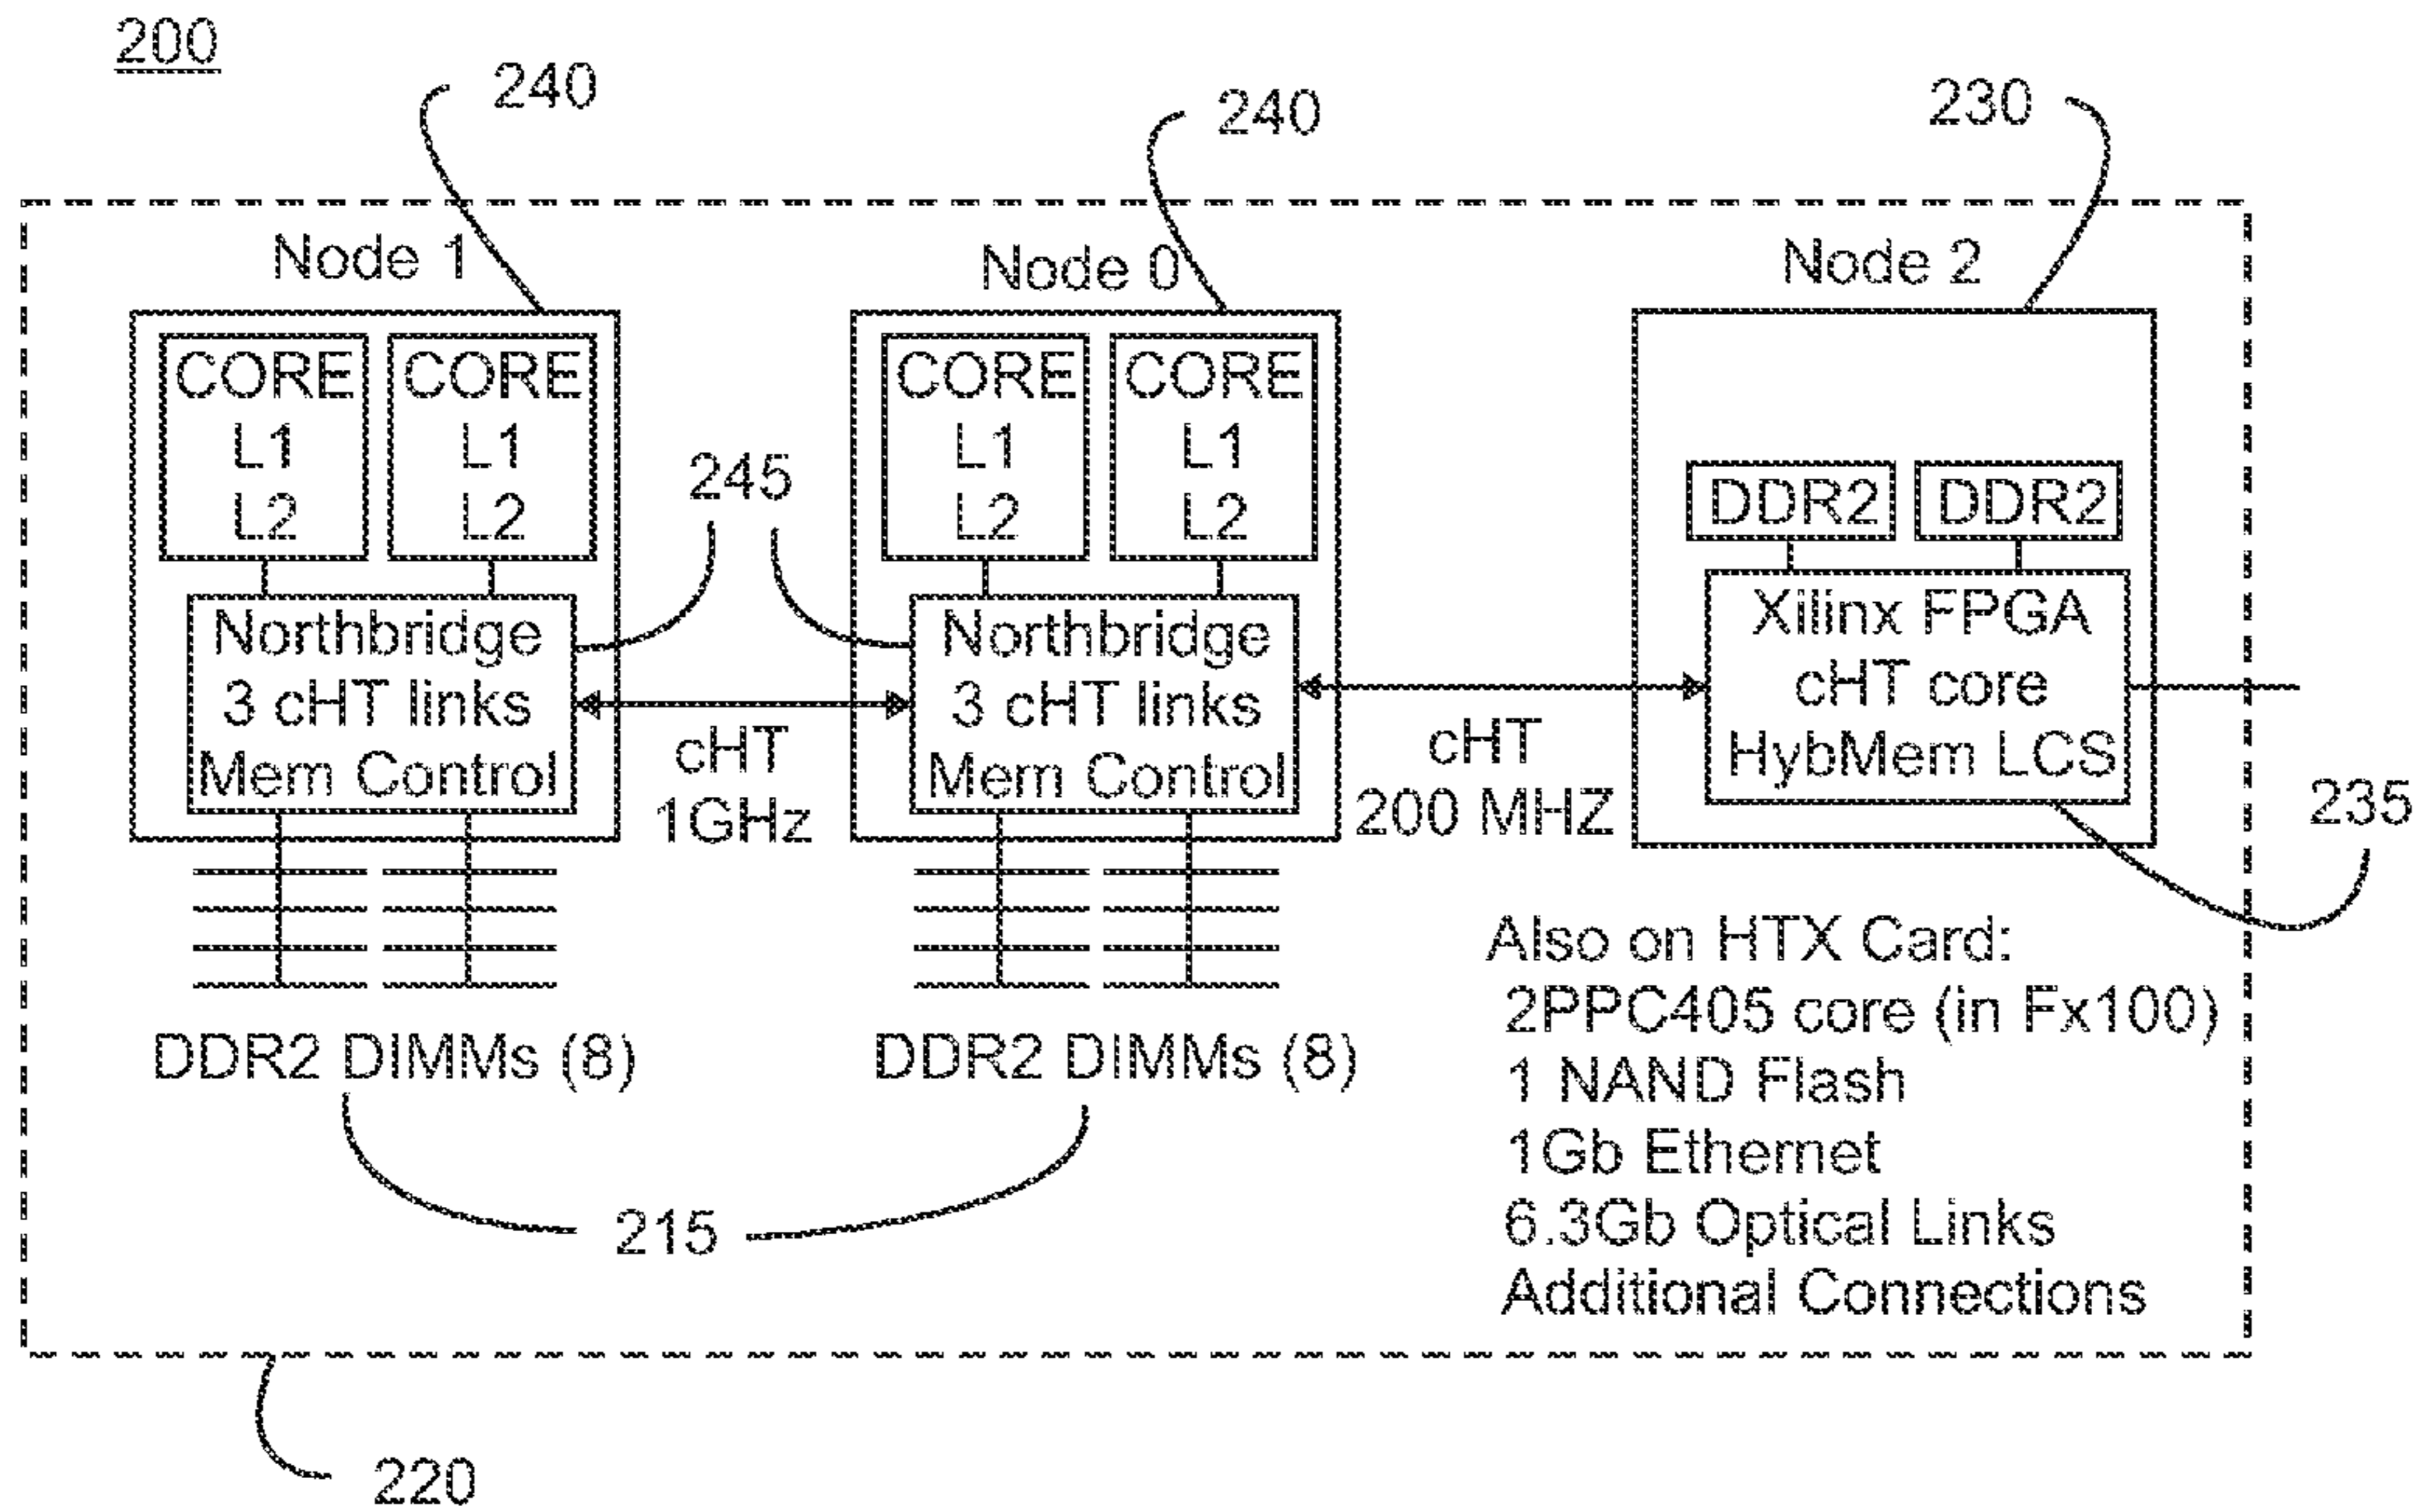 200
240
240
230
Node 1
Node 0
Node 2
CORE
L1
L2
CORE
L1
L2
245
CORE
L1
L2
CORE
L1
L2
DDR2
DDR2
Northbridge
3 cHT links
Mem Control
cHT
1GHz
Northbridge
3 cHT links
Mem Control
cHT
200 MHZ
Xilinx FPGA
cHT core
HybMem LCS
235
DDR2 DIMMs (8)
DDR2 DIMMs (8)
215
Also on HTX Card:
2PPC405 core (in Fx100)
1 NAND Flash
1Gb Ethernet
6.3Gb Optical Links
Additional Connections
220